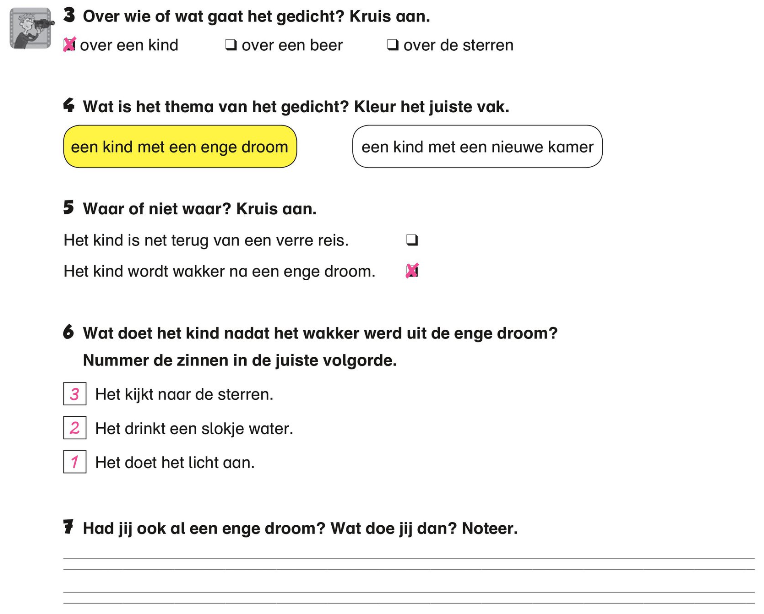 3 Over wie of wat gaat het gedicht? Kruis aan.
☒ over een kind ❏ over een beer ❏ over de sterren
4 Wat is het thema van het gedicht? Kleur het juiste vak.
een kind met een enge droom een kind met een nieuwe kamer
5 Waar of niet waar? Kruis aan.
Het kind is net terug van een verre reis. ❏
Het kind wordt wakker na een enge droom. ☒
6 Wat doet het kind nadat het wakker werd uit de enge droom?
Nummer de zinnen in de juiste volgorde.
3 Het kijkt naar de sterren.
2 Het drinkt een slokje water.
1 Het doet het licht aan.
7 Had jij ook al een enge droom? Wat doe jij dan? Noteer.